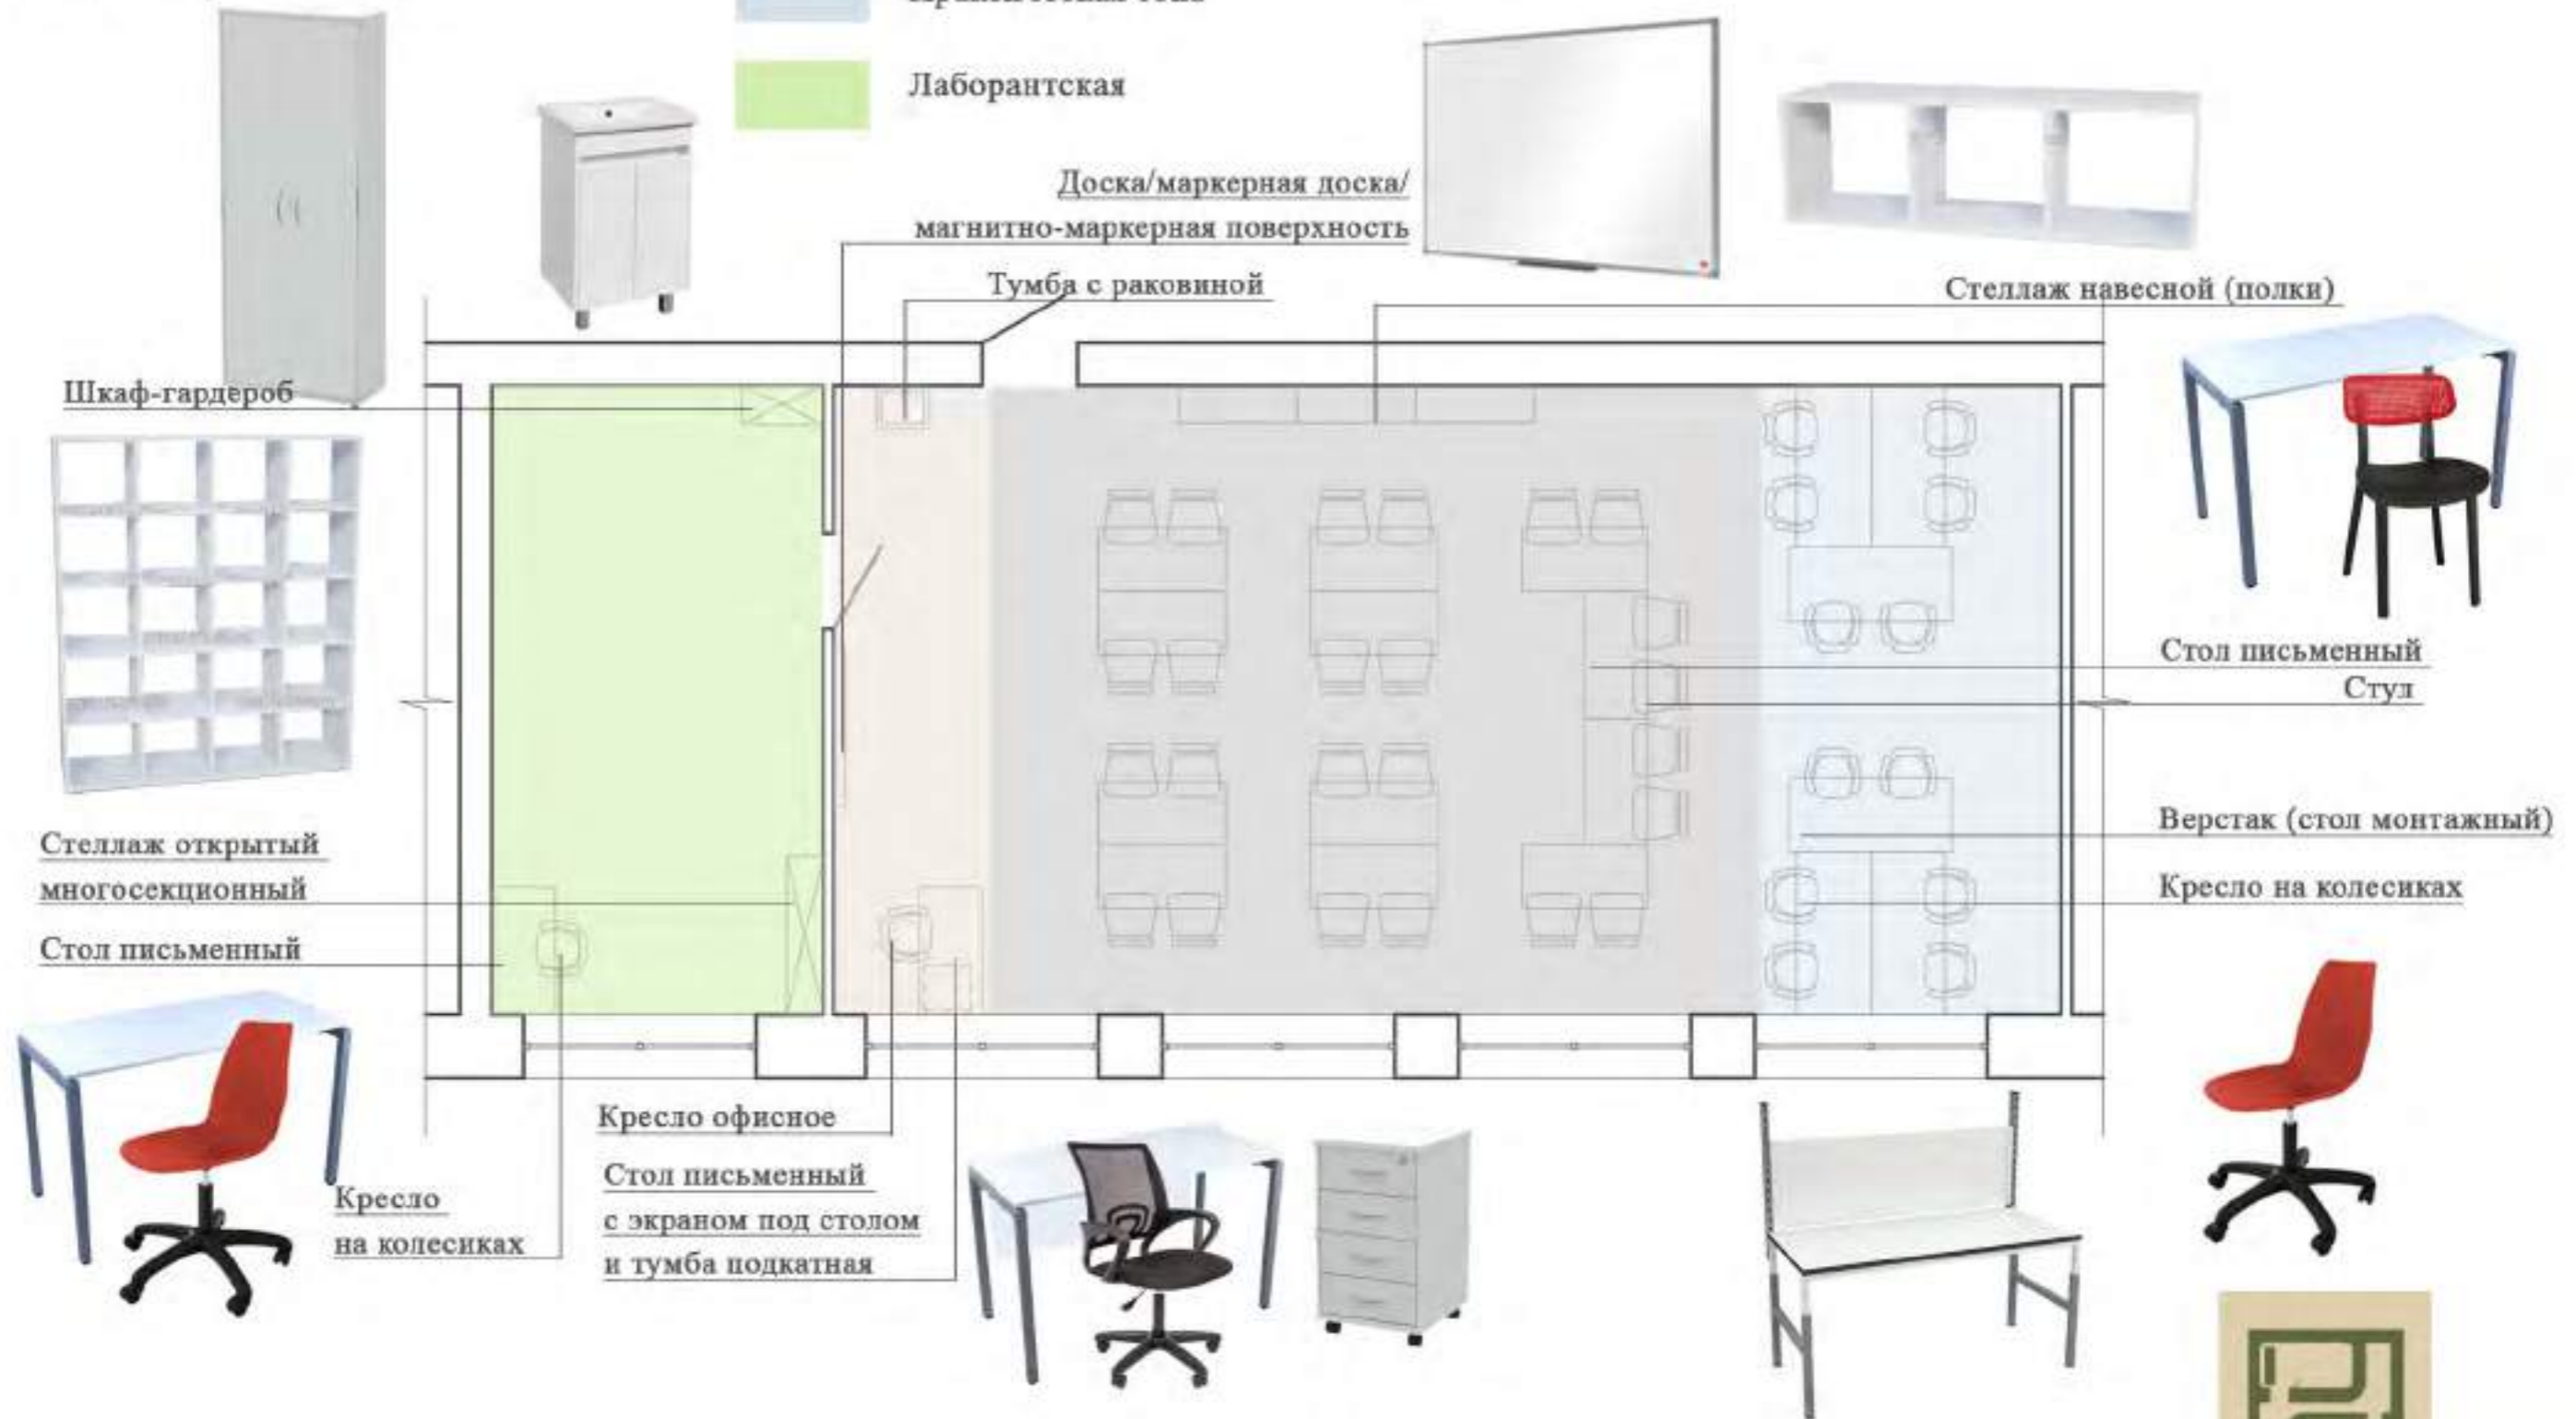 Лаборантская
Доска/маркерная доска/
магнитно-маркерная поверхность
Тумба с раковиной
Стеллаж навесной (полки)
Шкаф-гардероб
Стол письменный
Стул
Стеллаж открытый
многосекционный
Верстак (стол монтажный)
Кресло на колесиках
Стол письменный
Кресло офисное
Стол письменный
с экраном под столом
и тумба подкатная
Кресло
на колесиках